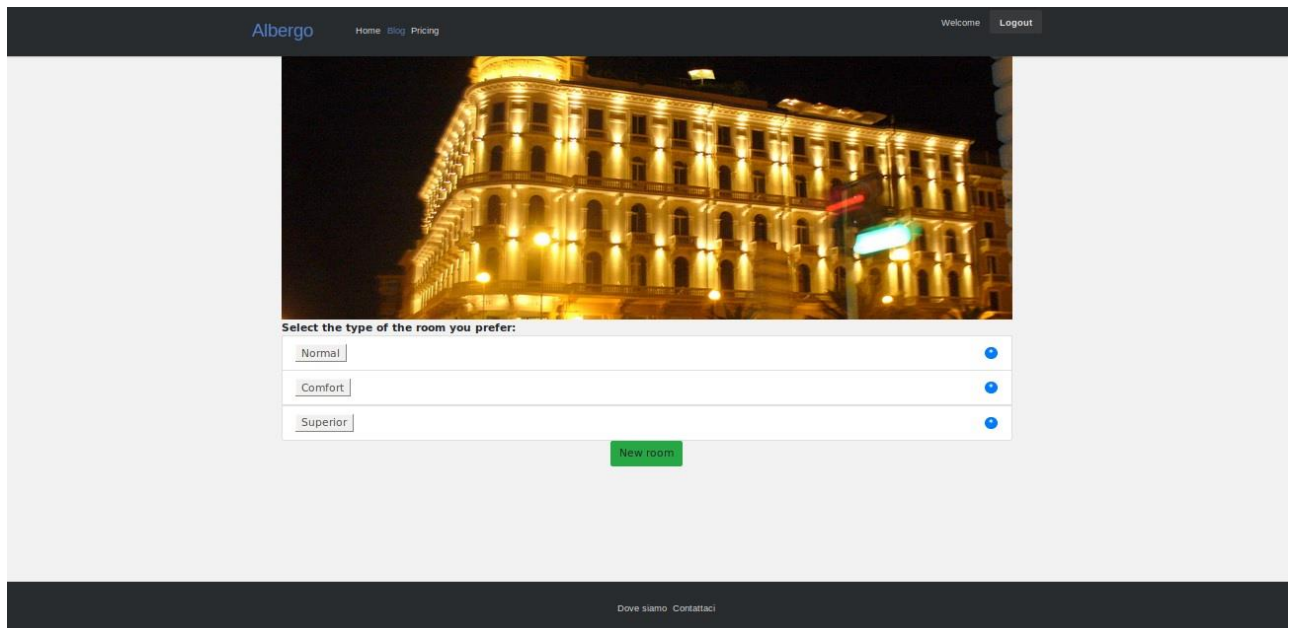 Albergo Home Blog Pricing Welcome Logout
Select the type of the room you prefer:
Normal *
Comfort *
Superior *
New room
Dove siamo Contattaci